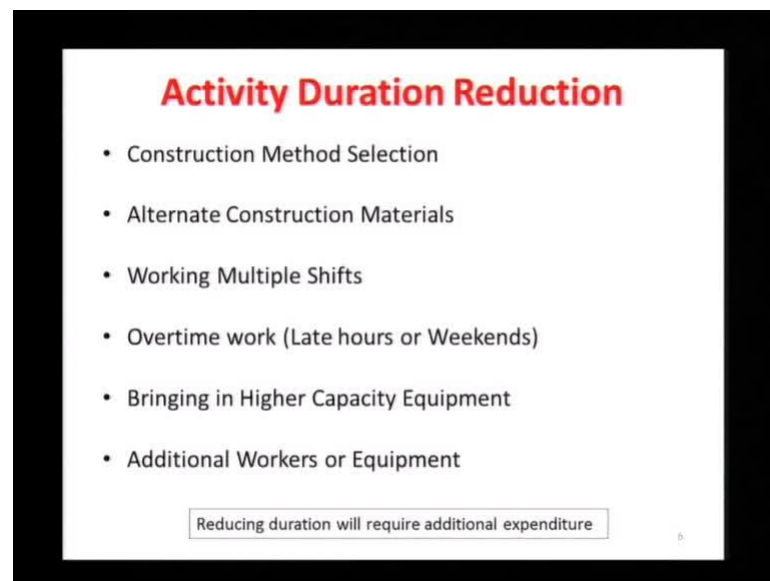 Activity Duration Reduction
• Construction Method Selection
• Alternate Construction Materials
• Working Multiple Shifts
• Overtime work (Late hours or Weekends)
• Bringing in Higher Capacity Equipment
• Additional Workers or Equipment
Reducing duration will require additional expenditure
6